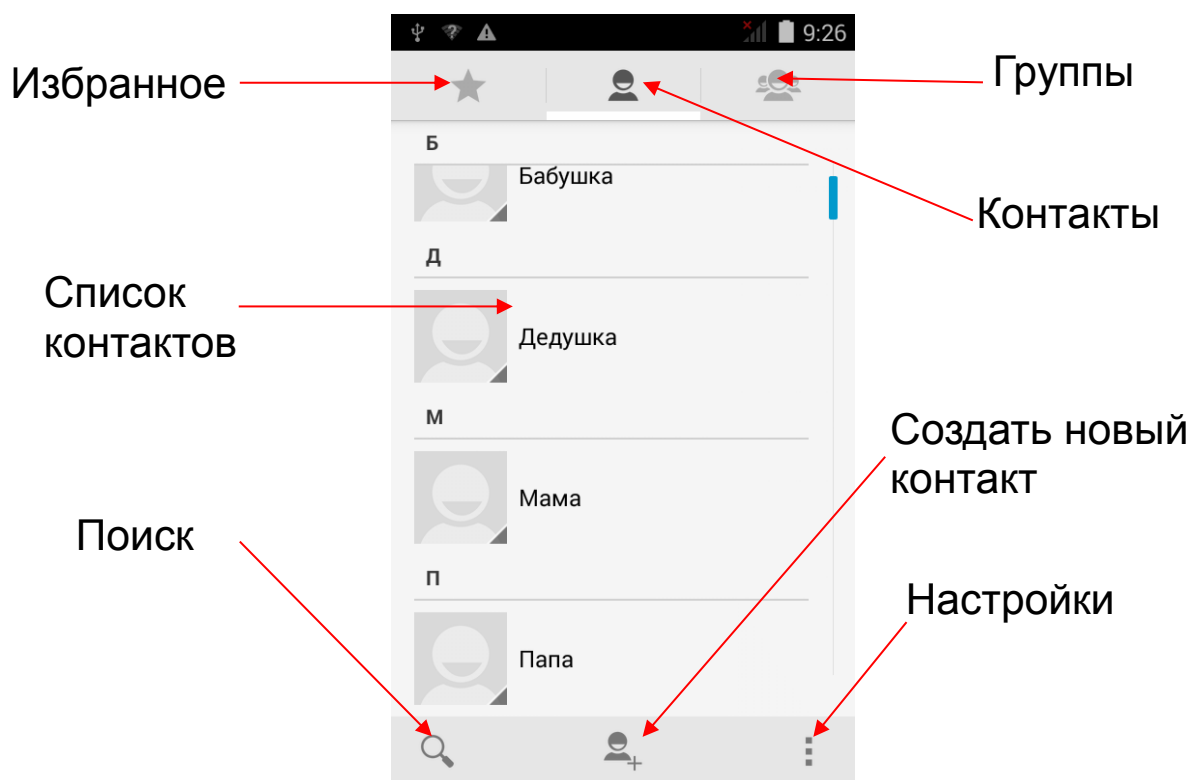 9:26
Избранное
Группы
Б
Бабушка
Контакты
Д
Список
контактов
Дедушка
М
Создать новый
контакт
Мама
Поиск
П
Настройки
Папа